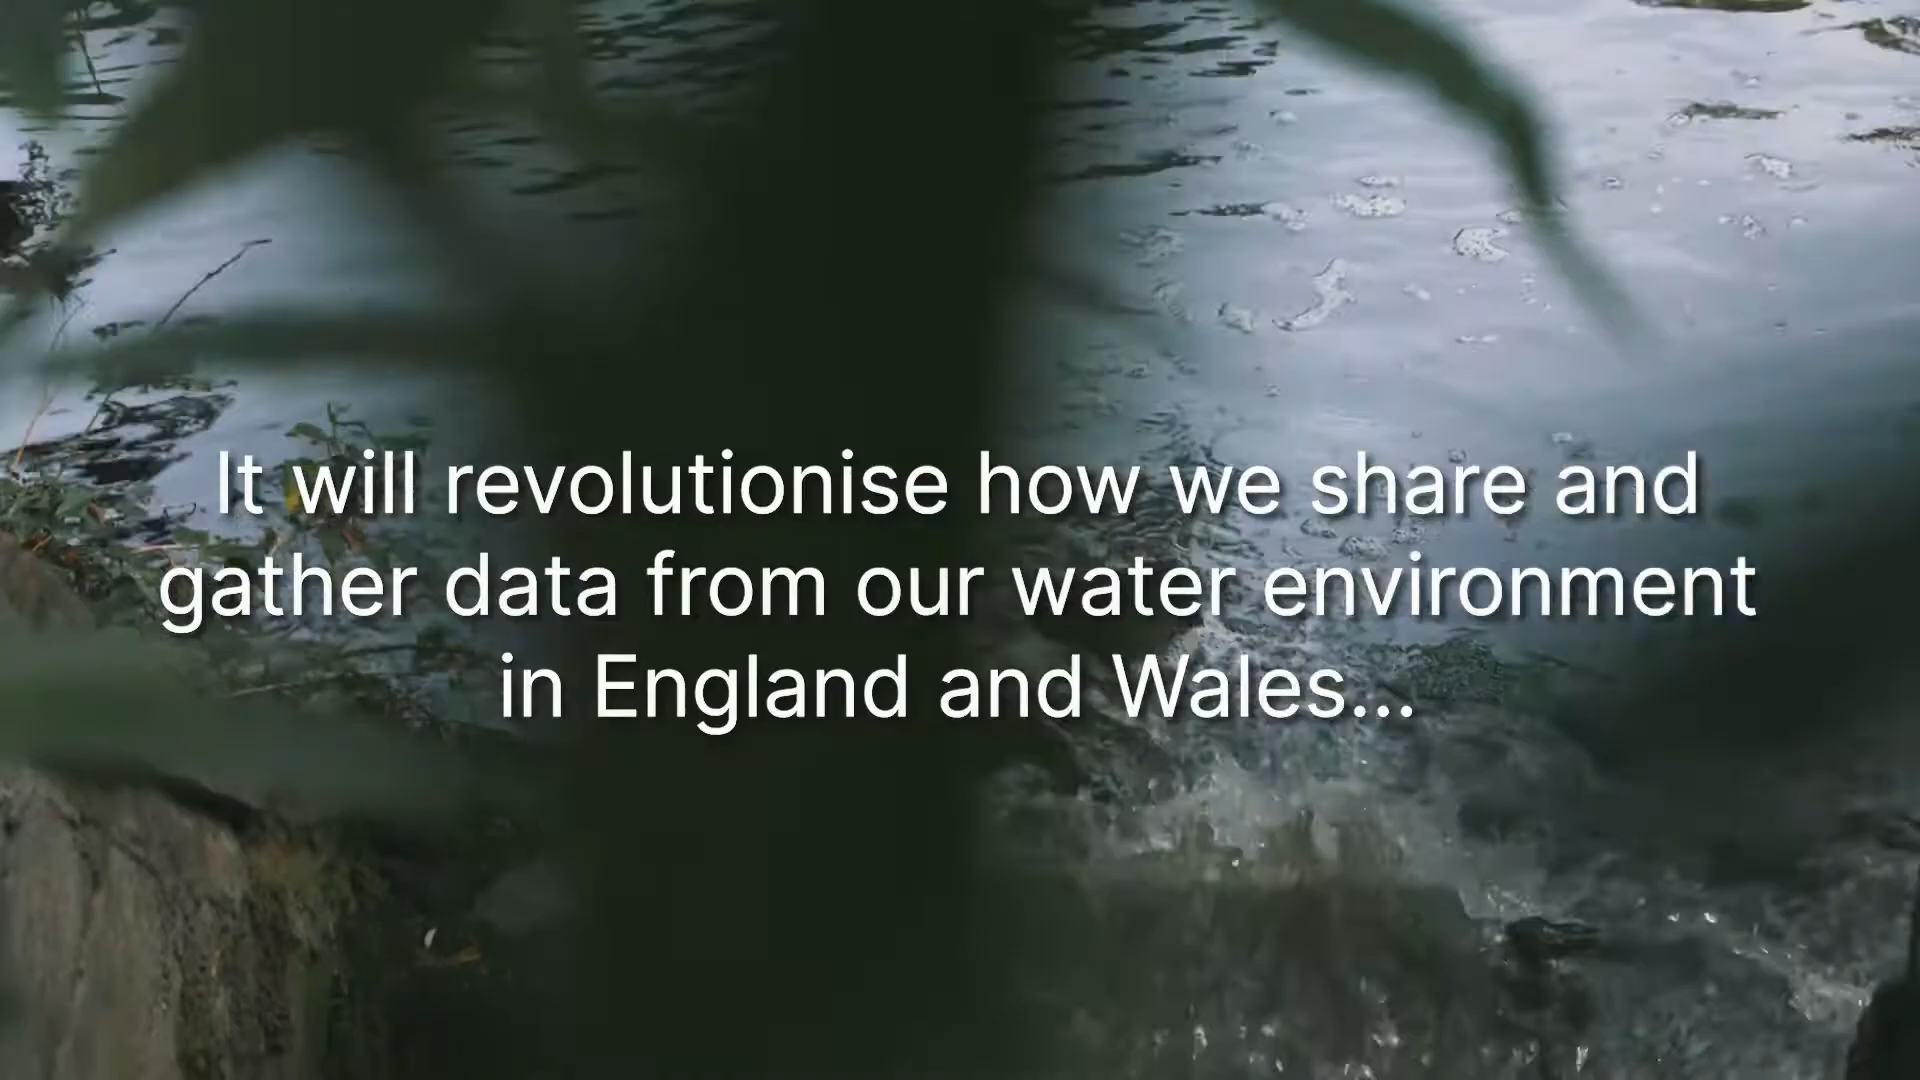 It will revolutionise how we share and
gather data from our water environment
in England and Wales...